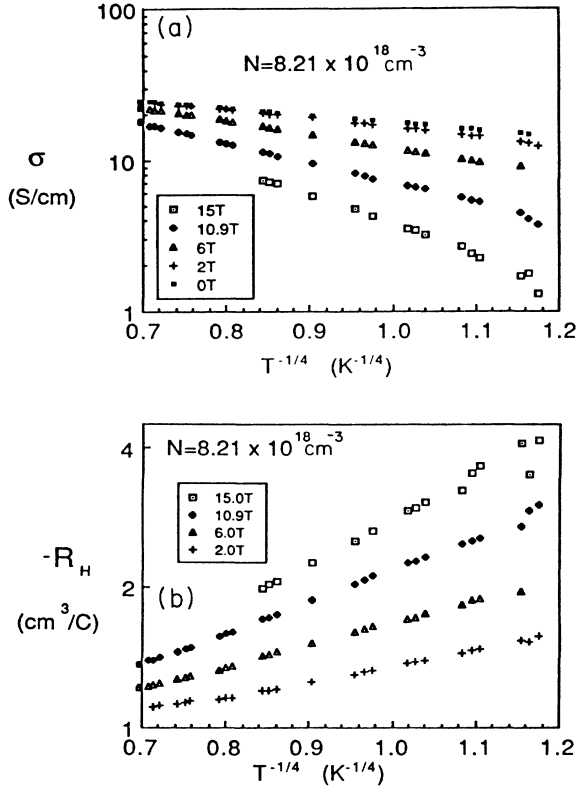 100
(a)
N=8.21 x 10^18 cm^-3
σ
(S/cm)
10
15T
10.9T
6T
2T
0T
1
0.7 0.8 0.9 1.0 1.1 1.2
T^-1/4 (K^-1/4)
N=8.21 x 10^18 cm^-3
4
15.0T
10.9T
6.0T
2.0T
-R_H
2
(cm^3/C)
(b)
1
0.7 0.8 0.9 1.0 1.1 1.2
T^-1/4 (K^-1/4)